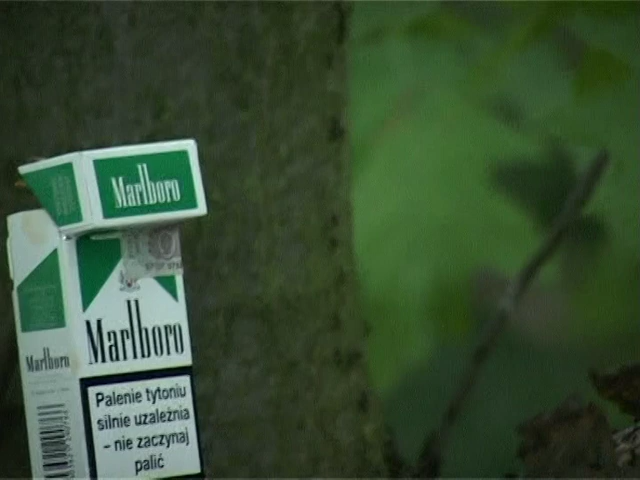 Marlboro
Marlboro
Marlboro
Palenie tytoniu
silnie uzależnia
– nie zaczynaj
palić